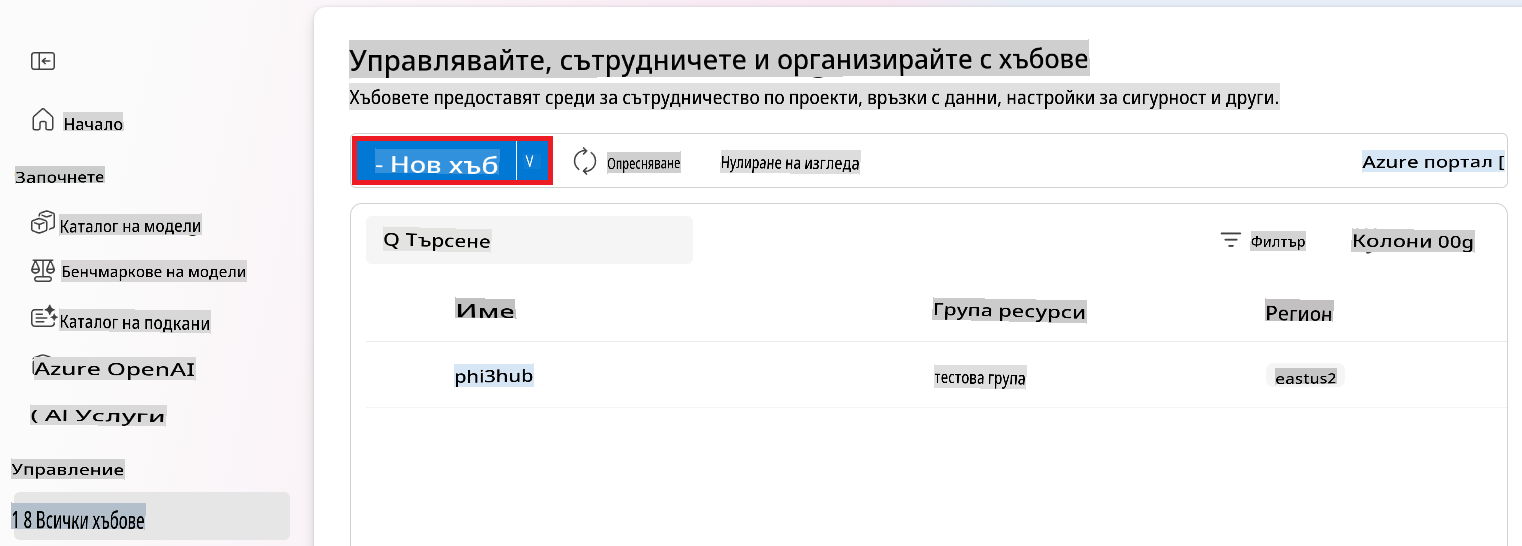 Управлявайте, сътрудничете и организирайте с хъбове
Хъбовете предоставят среди за сътрудничество по проекти, връзки с данни, настройки за сигурност и други.
Начало
Започнете
Каталог на модели
Бенчмаркове на модели
Каталог на подкани
Azure OpenAI
( AI Услуги
Управление
1 8 Всички хъбове
- Нов хъб V Опресняване Нулиране на изгледа Azure портал [
Q Търсене Филтър Колони 00g
Име Група ресурси Регион
phi3hub тестова група eastus2